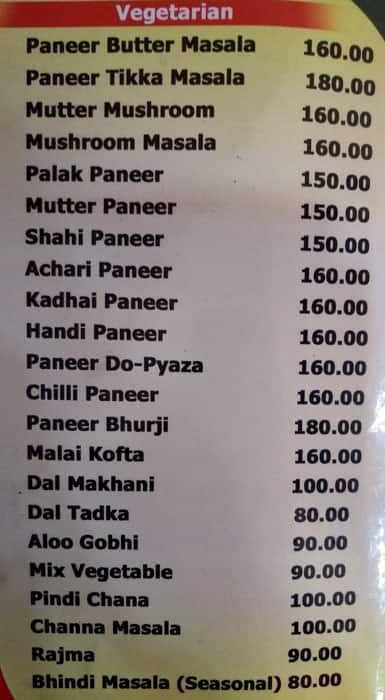 Vegetarian
Paneer Butter Masala 160.00
Paneer Tikka Masala 180.00
Mutter Mushroom 160.00
Mushroom Masala 160.00
Palak Paneer 150.00
Mutter Paneer 150.00
Shahi Paneer 150.00
Achari Paneer 160.00
Kadhai Paneer 160.00
Handi Paneer 160.00
Paneer Do-Pyaza 160.00
Chilli Paneer 160.00
Paneer Bhurji 180.00
Malai Kofta 160.00
Dal Makhani 100.00
Dal Tadka 80.00
Aloo Gobhi 90.00
Mix Vegetable 90.00
Pindi Chana 100.00
Channa Masala 100.00
Rajma 90.00
Bhindi Masala (Seasonal) 80.00